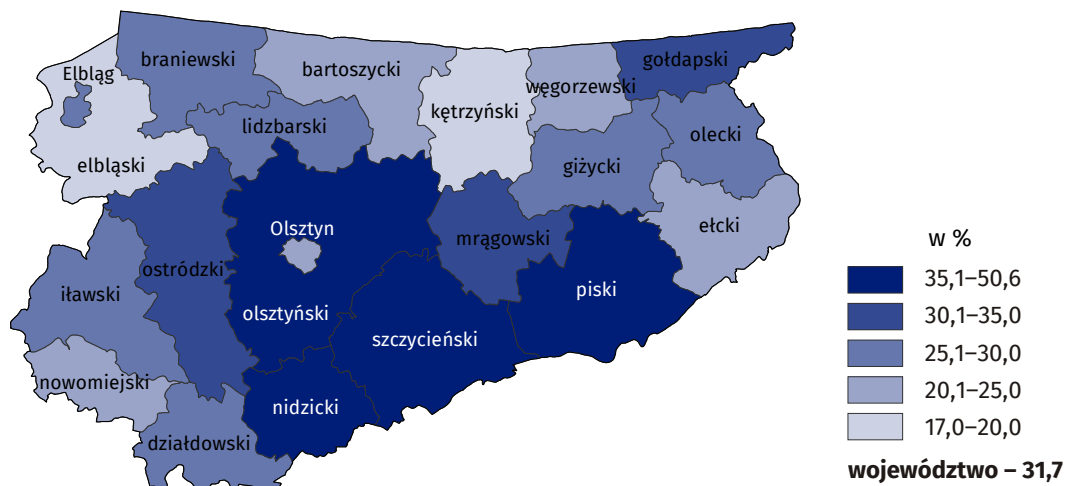 Elbląg
braniewski
bartoszycki
kętrzyński
węgorzewski
gołdapski
elbląski
lidzbarski
giżycki
olecki
Olsztyn
mrągowski
ełcki
iławski
ostródzki
olsztyński
szczycieński
piski
nowomiejski
nidzicki
działdowski
w %
35,1–50,6
30,1–35,0
25,1–30,0
20,1–25,0
17,0–20,0
województwo – 31,7